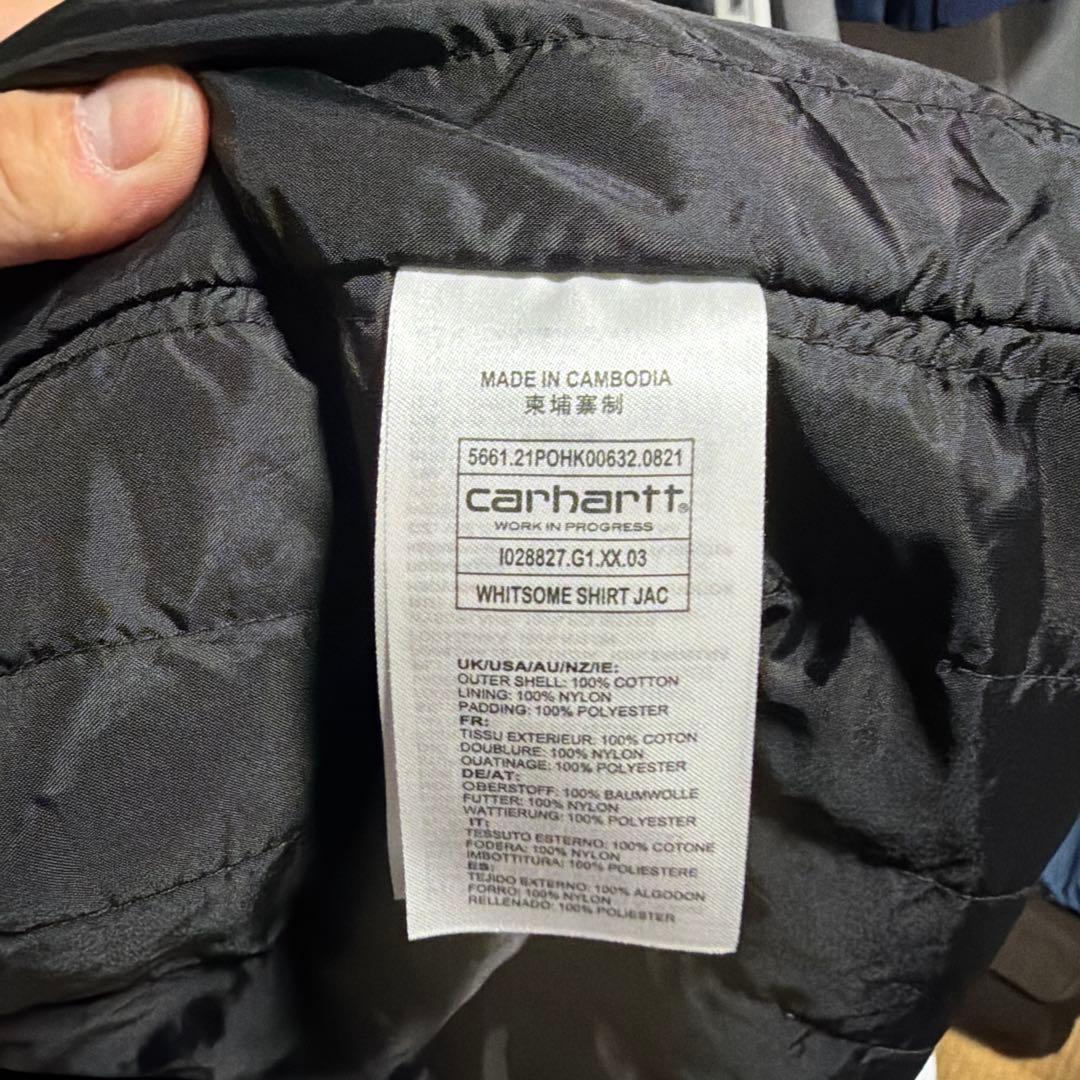 MADE IN CAMBODIA
柬埔寨制
5661.21POHK00632.0821
carhartt®
WORK IN PROGRESS
I028827.G1.XX.03
WHITSOME SHIRT JAC
UK/USA/AU/NZ/IE:
OUTER SHELL: 100% COTTON
LINING: 100% NYLON
PADDING: 100% POLYESTER
FR:
TISSU EXTERIEUR: 100% COTON
DOUBLURE: 100% NYLON
OUATINAGE: 100% POLYESTER
DE/AT:
OBERSTOFF: 100% BAUMWOLLE
FUTTER: 100% NYLON
WATTIERUNG: 100% POLYESTER
IT:
TESSUTO ESTERNO: 100% COTONE
FODERA: 100% NYLON
IMBOTTITURA: 100% POLIESTERE
ES:
TEJIDO EXTERNO: 100% ALGODON
FORRO: 100% NYLON
RELLENADO: 100% POLIESTER